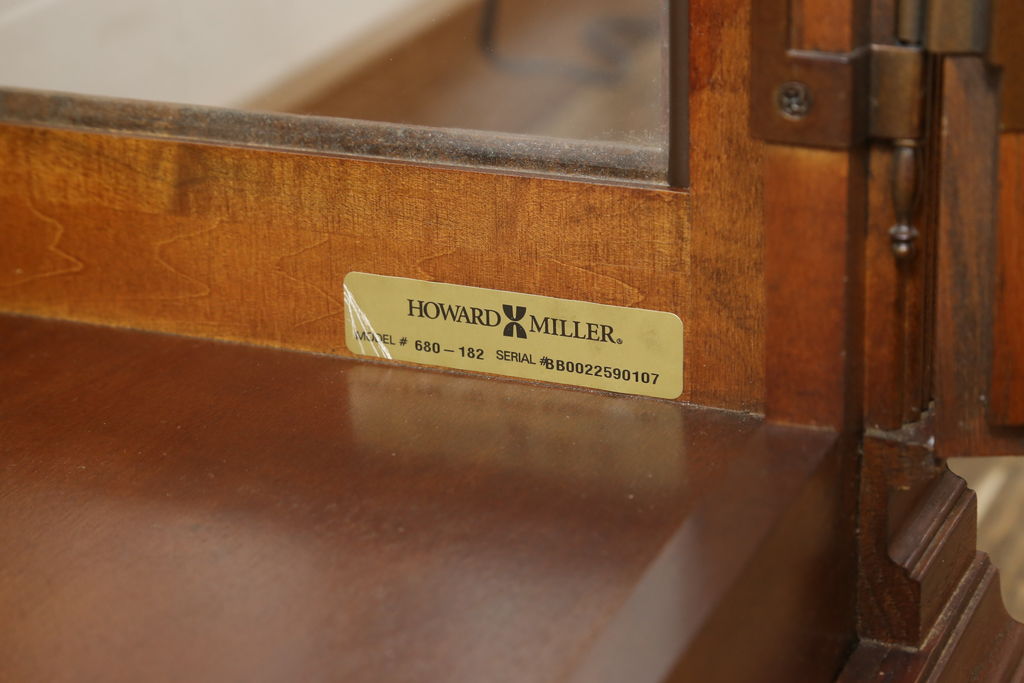 HOWARD MILLER®
MODEL # 680-182 SERIAL #BB0022590107